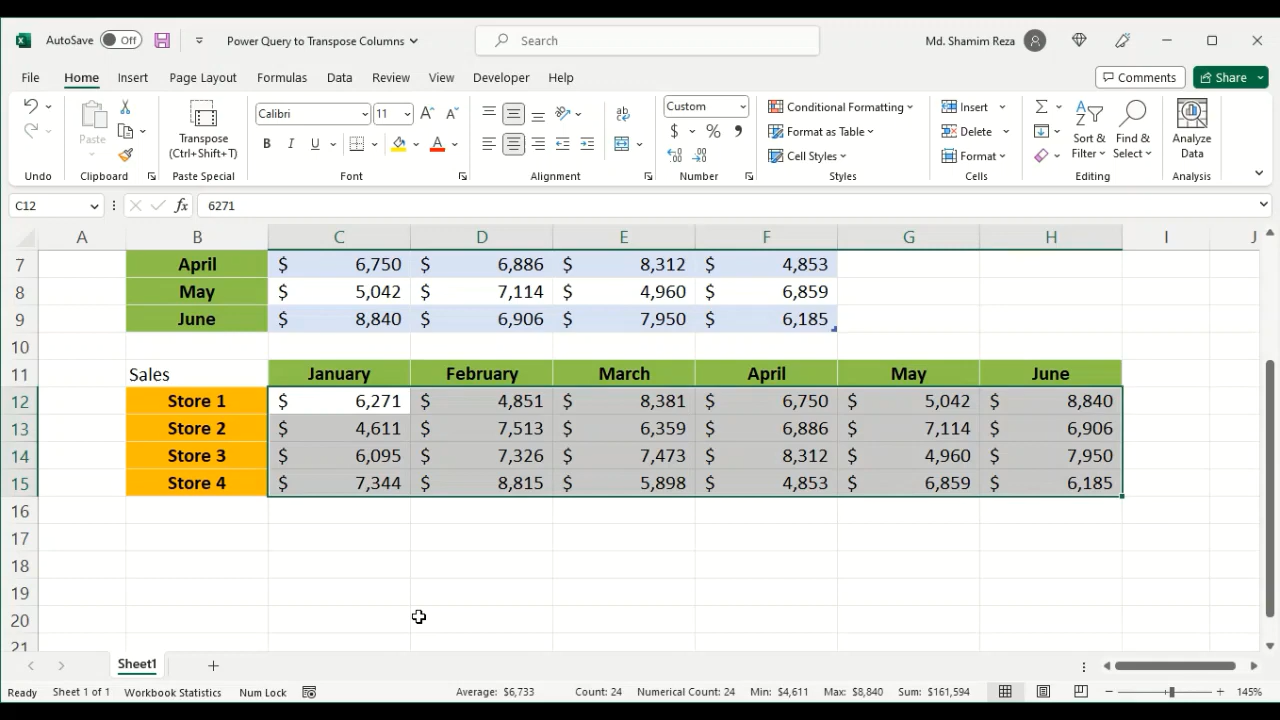 AutoSave Off Power Query to Transpose Columns Search Md. Shamim Reza
File Home Insert Page Layout Formulas Data Review View Developer Help Comments Share
Paste
Clipboard
Undo
Transpose
(Ctrl+Shift+T)
Paste Special
Calibri 11
B I U A
Font
Alignment
Custom
$ % ,
Number
Conditional Formatting
Format as Table
Cell Styles
Styles
Insert
Delete
Format
Cells
Sort &
Filter
Find &
Select
Editing
Analyze
Data
Analysis
C12 fx 6271
A B C D E F G H I J
7 April $ 6,750 $ 6,886 $ 8,312 $ 4,853
8 May $ 5,042 $ 7,114 $ 4,960 $ 6,859
9 June $ 8,840 $ 6,906 $ 7,950 $ 6,185
10
11 Sales January February March April May June
12 Store 1 $ 6,271 $ 4,851 $ 8,381 $ 6,750 $ 5,042 $ 8,840
13 Store 2 $ 4,611 $ 7,513 $ 6,359 $ 6,886 $ 7,114 $ 6,906
14 Store 3 $ 6,095 $ 7,326 $ 7,473 $ 8,312 $ 4,960 $ 7,950
15 Store 4 $ 7,344 $ 8,815 $ 5,898 $ 4,853 $ 6,859 $ 6,185
16
17
18
19
20
21
Sheet1
Ready Sheet 1 of 1 Workbook Statistics Num Lock Average: $6,733 Count: 24 Numerical Count: 24 Min: $4,611 Max: $8,840 Sum: $161,594 145%